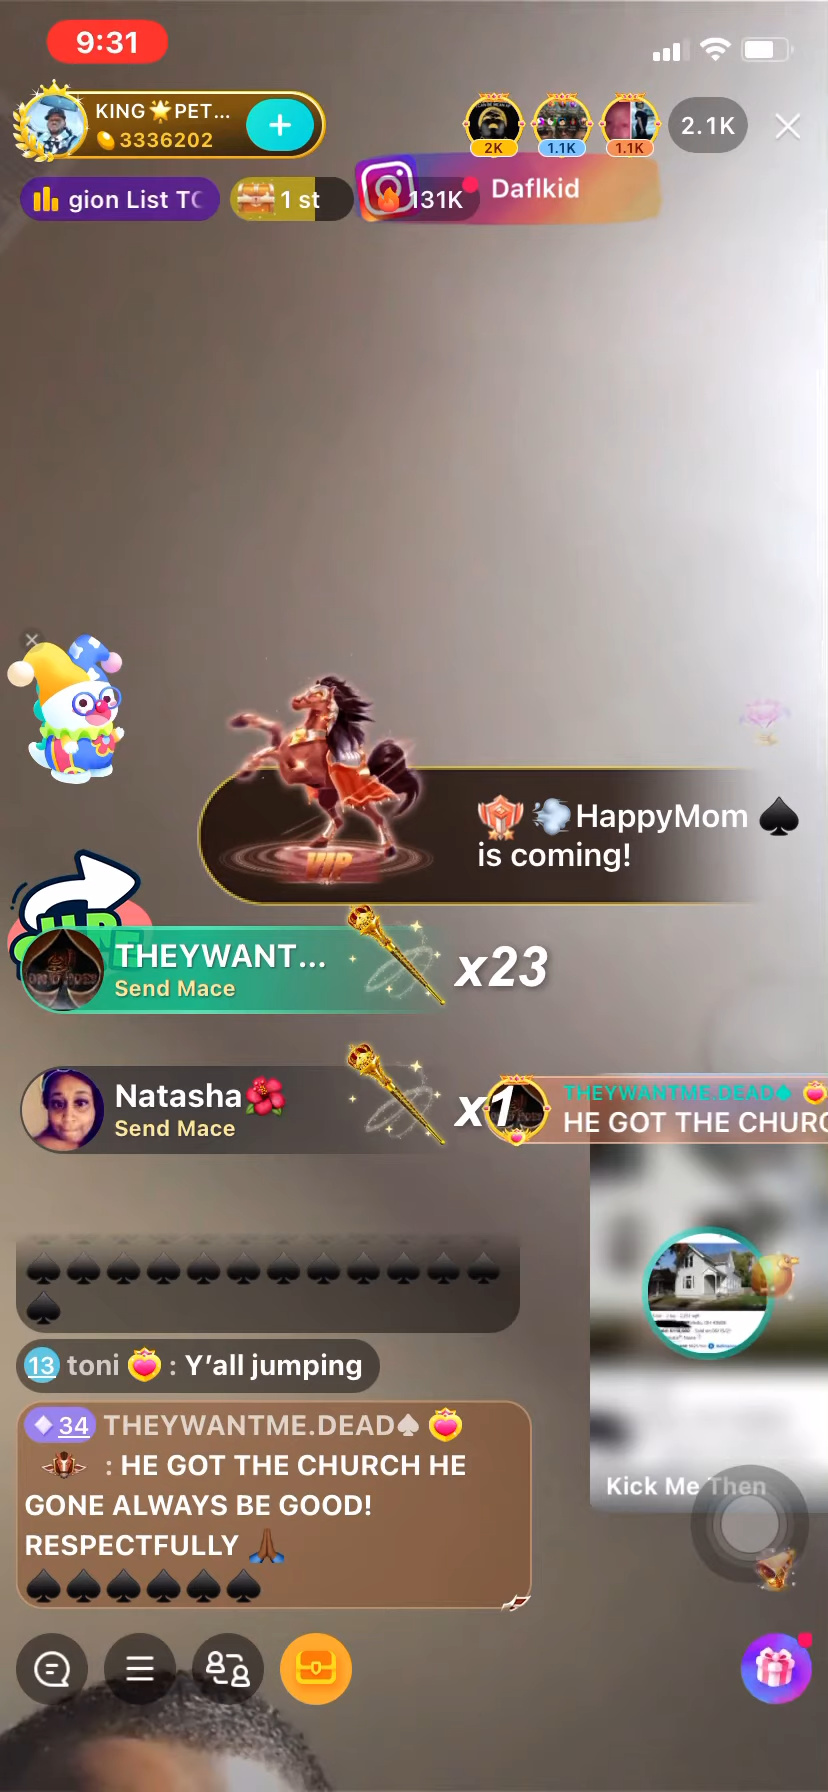 9:31
KING🌟PET...
3336202
2K
1.1K
1.1K
2.1K
gion List TC
1 st
131K
Daflkid
HappyMom ♠
is coming!
VIP
THEYWANT...
Send Mace
x23
Natasha🌺
Send Mace
x1
THEYWANTME.DEAD♠
HE GOT THE CHURC
♠♠♠♠♠♠♠♠♠♠♠♠
♠
13 toni : Y'all jumping
34 THEYWANTME.DEAD♠
: HE GOT THE CHURCH HE
GONE ALWAYS BE GOOD!
RESPECTFULLY 🙏🏾
♠♠♠♠♠♠
Kick Me Then